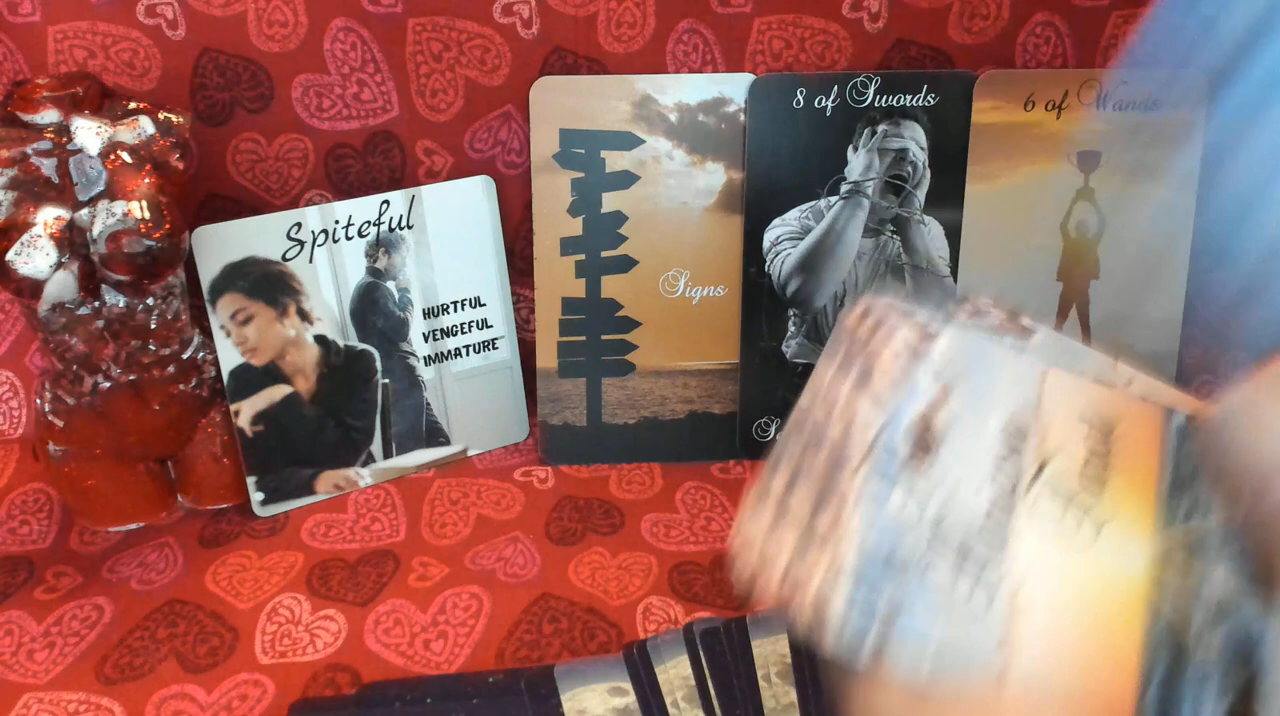 Spiteful
HURTFUL
VENGEFUL
IMMATURE
Signs
8 of Swords
6 of Wands